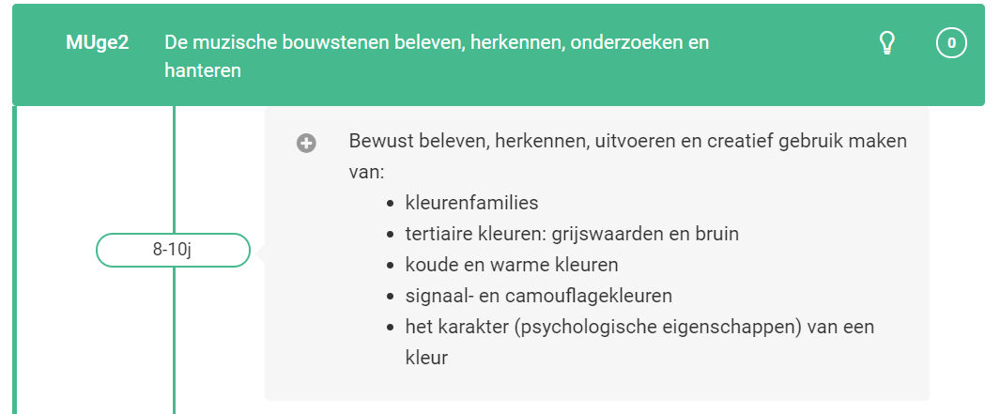 MUge2
De muzische bouwstenen beleven, herkennen, onderzoeken en
hanteren
0
Bewust beleven, herkennen, uitvoeren en creatief gebruik maken
van:
• kleurenfamilies
• tertiaire kleuren: grijswaarden en bruin
8-10j
• koude en warme kleuren
• signaal- en camouflagekleuren
• het karakter (psychologische eigenschappen) van een
kleur